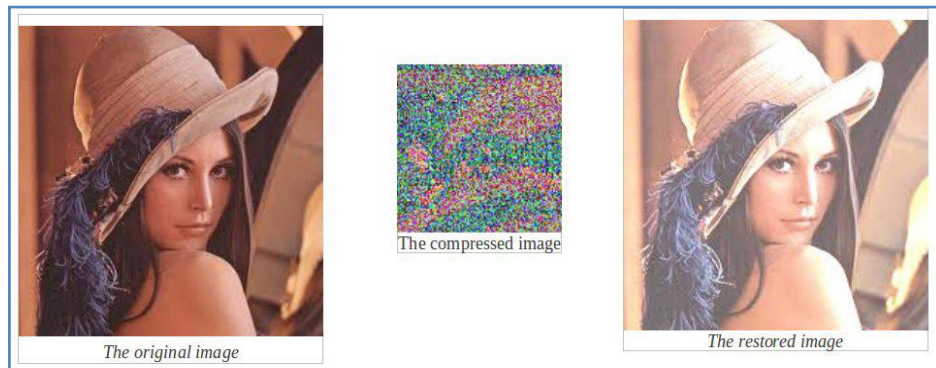 The original image
The compressed image
The restored image